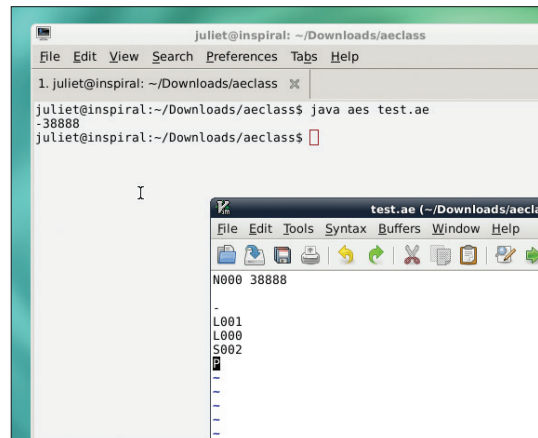 juliet@inspiral: ~/Downloads/aeclass
File Edit View Search Preferences Tabs Help
1. juliet@inspiral: ~/Downloads/aeclass
juliet@inspiral:~/Downloads/aeclass$ java aes test.ae
-38888
juliet@inspiral:~/Downloads/aeclass$
test.ae (~/Downloads/aecla
File Edit Tools Syntax Buffers Window Help
N000 38888
-
L001
L000
S002
P
~
~
~
~
~